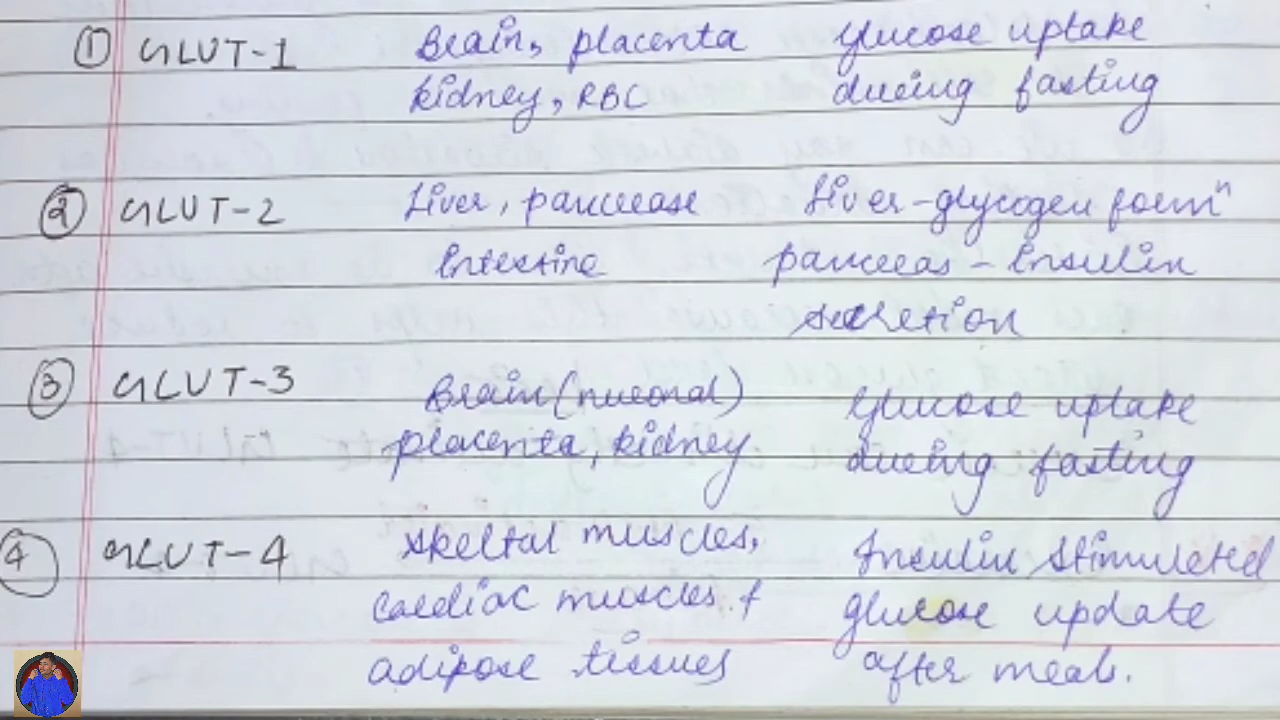 ① GLUT-1 Brain, placenta glucose uptake
kidney, RBC during fasting
② GLUT-2 Liver, pancrease Liver-glycogen formⁿ
Intestine pancreas - Insulin
secretion
③ GLUT-3 Brain (nueonal) Glucose uptake
placenta, kidney during fasting
④ GLUT-4 skeltal muscles, Insulin stimulated
cardiac muscles + glucose update
adipose tissues after meals.